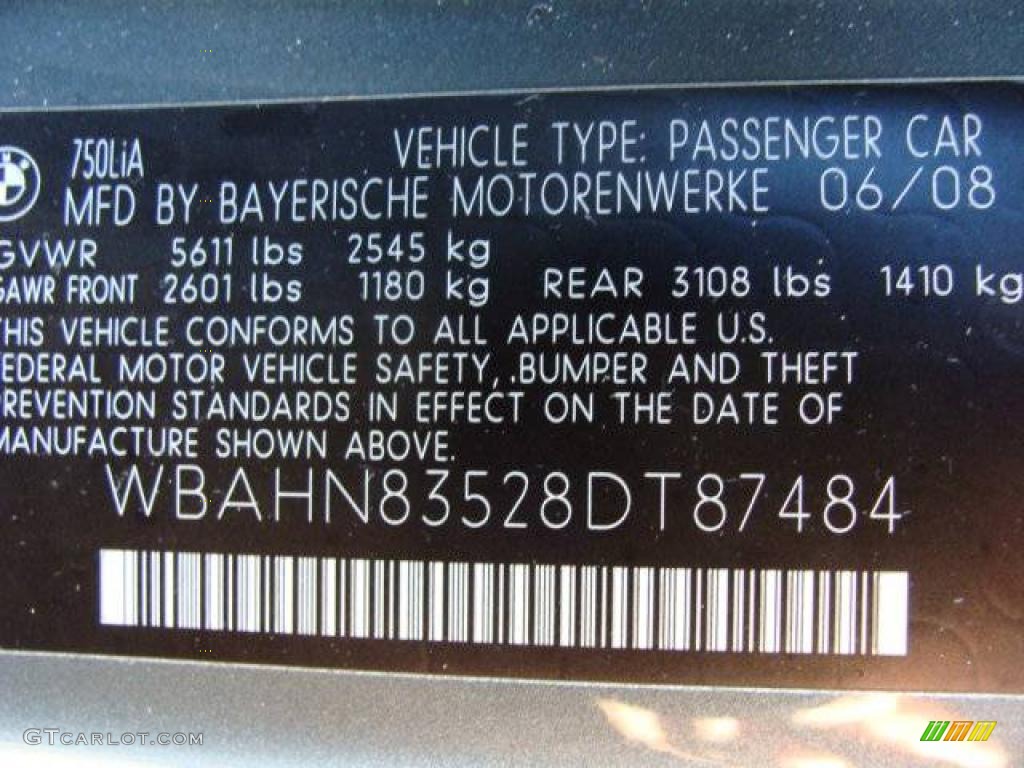 750LiA VEHICLE TYPE: PASSENGER CAR
MFD BY BAYERISCHE MOTORENWERKE 06/08
GVWR 5611 lbs 2545 kg
GAWR FRONT 2601 lbs 1180 kg REAR 3108 lbs 1410 kg
THIS VEHICLE CONFORMS TO ALL APPLICABLE U.S.
FEDERAL MOTOR VEHICLE SAFETY, .BUMPER AND THEFT
PREVENTION STANDARDS IN EFFECT ON THE DATE OF
MANUFACTURE SHOWN ABOVE.
WBAHN83528DT87484
GTCARLOT.COM